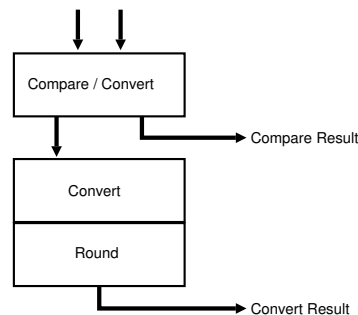 Compare / Convert
Compare Result
Convert
Round
Convert Result